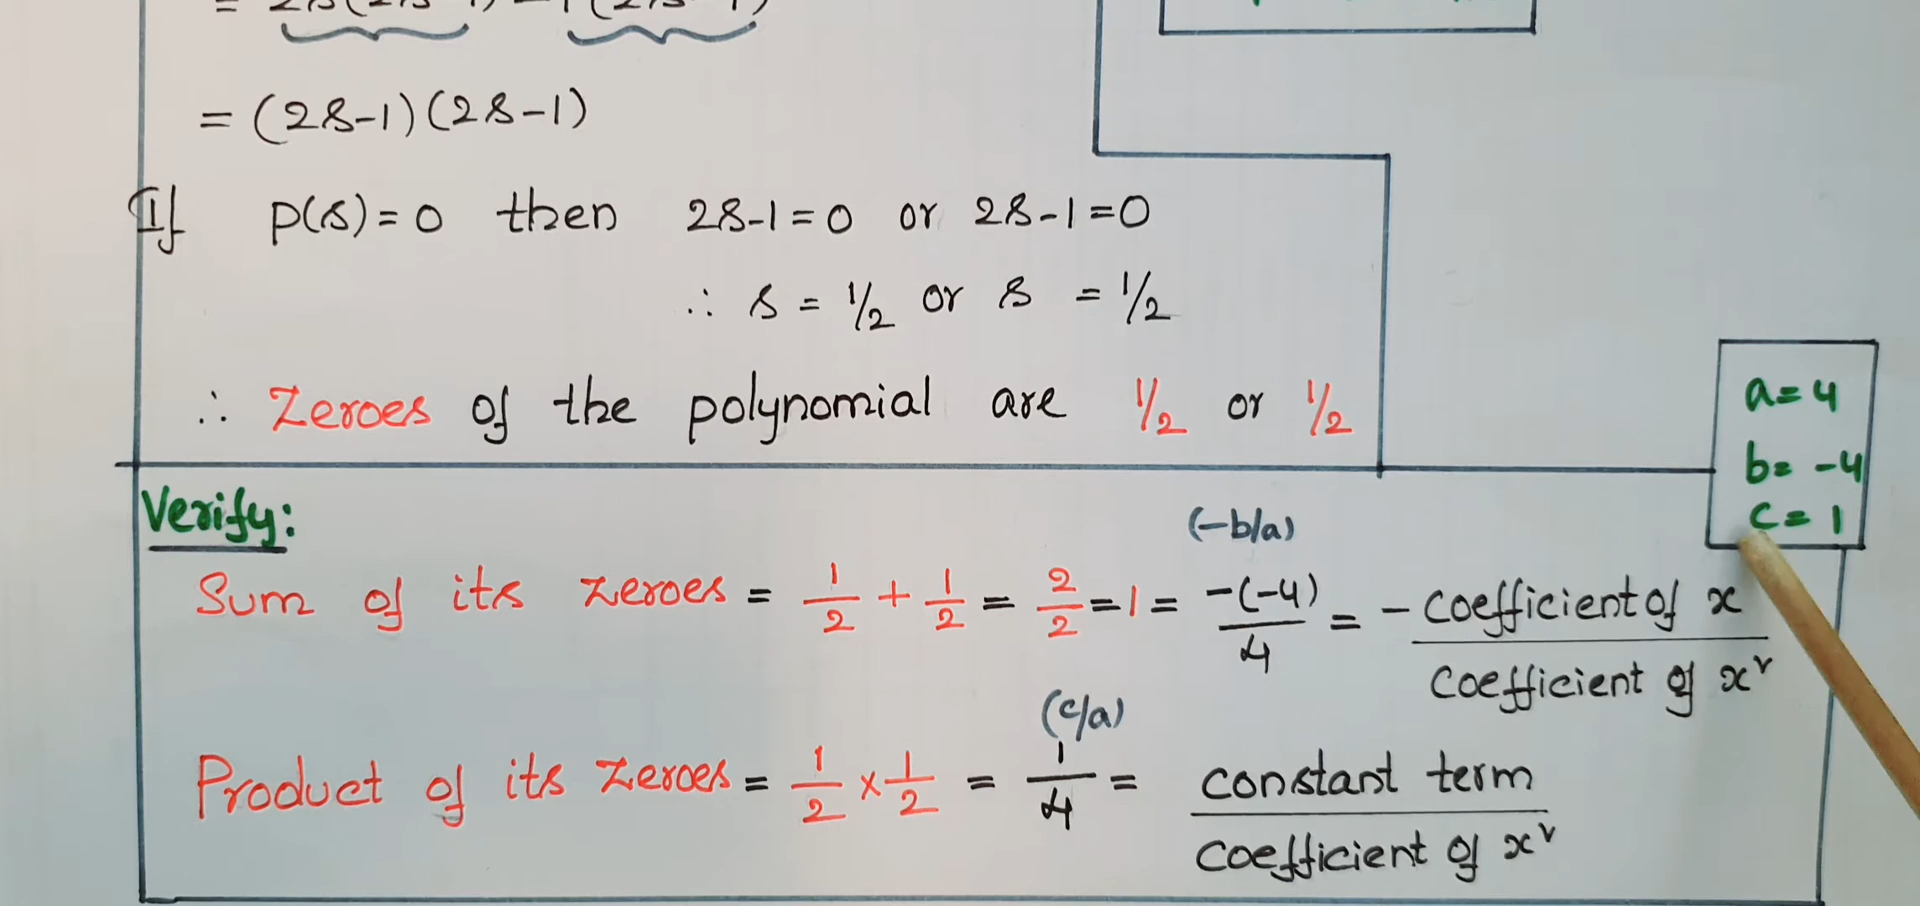 = (2s-1)(2s-1)
If p(s)=0 then 2s-1=0 or 2s-1=0
∴ s = 1/2 or s = 1/2
∴ Zeroes of the polynomial are 1/2 or 1/2
a=4
b= -4
c= 1
Verify:
(-b/a)
Sum of its zeroes = 1/2 + 1/2 = 2/2 = 1 = -(-4)/4 = - coefficient of x / coefficient of x²
(c/a)
Product of its zeroes = 1/2 x 1/2 = 1/4 = constant term / coefficient of x²